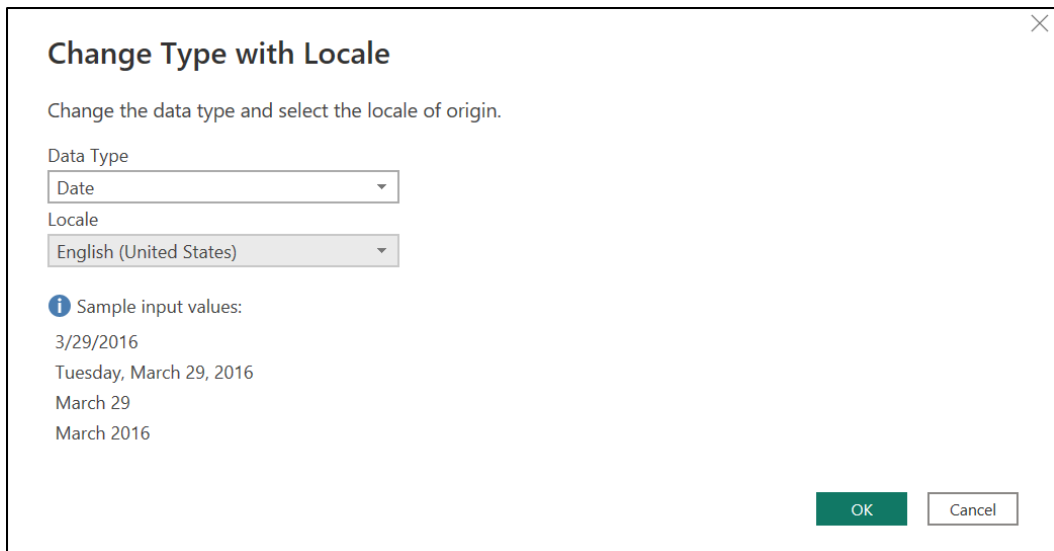 Change Type with Locale
Change the data type and select the locale of origin.
Data Type
Date
Locale
English (United States)
Sample input values:
3/29/2016
Tuesday, March 29, 2016
March 29
March 2016
OK
Cancel